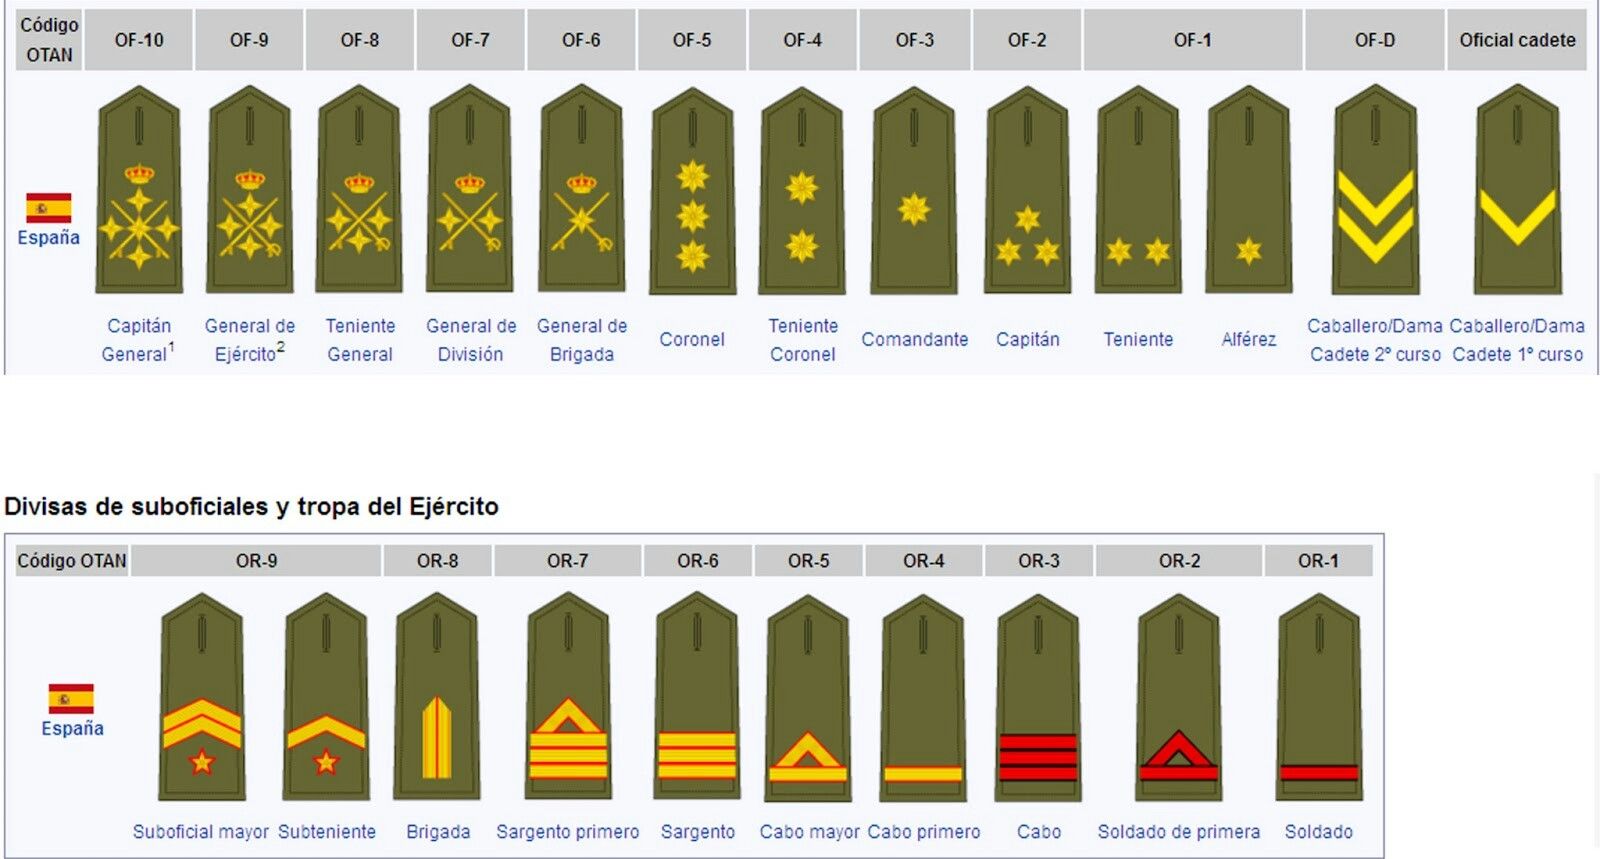 Código OTAN OF-10 OF-9 OF-8 OF-7 OF-6 OF-5 OF-4 OF-3 OF-2 OF-1 OF-D Oficial cadete
España
Capitán General¹ General de Ejército² Teniente General General de División General de Brigada Coronel Teniente Coronel Comandante Capitán Teniente Alférez Caballero/Dama Cadete 2º curso Caballero/Dama Cadete 1º curso
Divisas de suboficiales y tropa del Ejército
Código OTAN OR-9 OR-8 OR-7 OR-6 OR-5 OR-4 OR-3 OR-2 OR-1
España
Suboficial mayor Subteniente Brigada Sargento primero Sargento Cabo mayor Cabo primero Cabo Soldado de primera Soldado